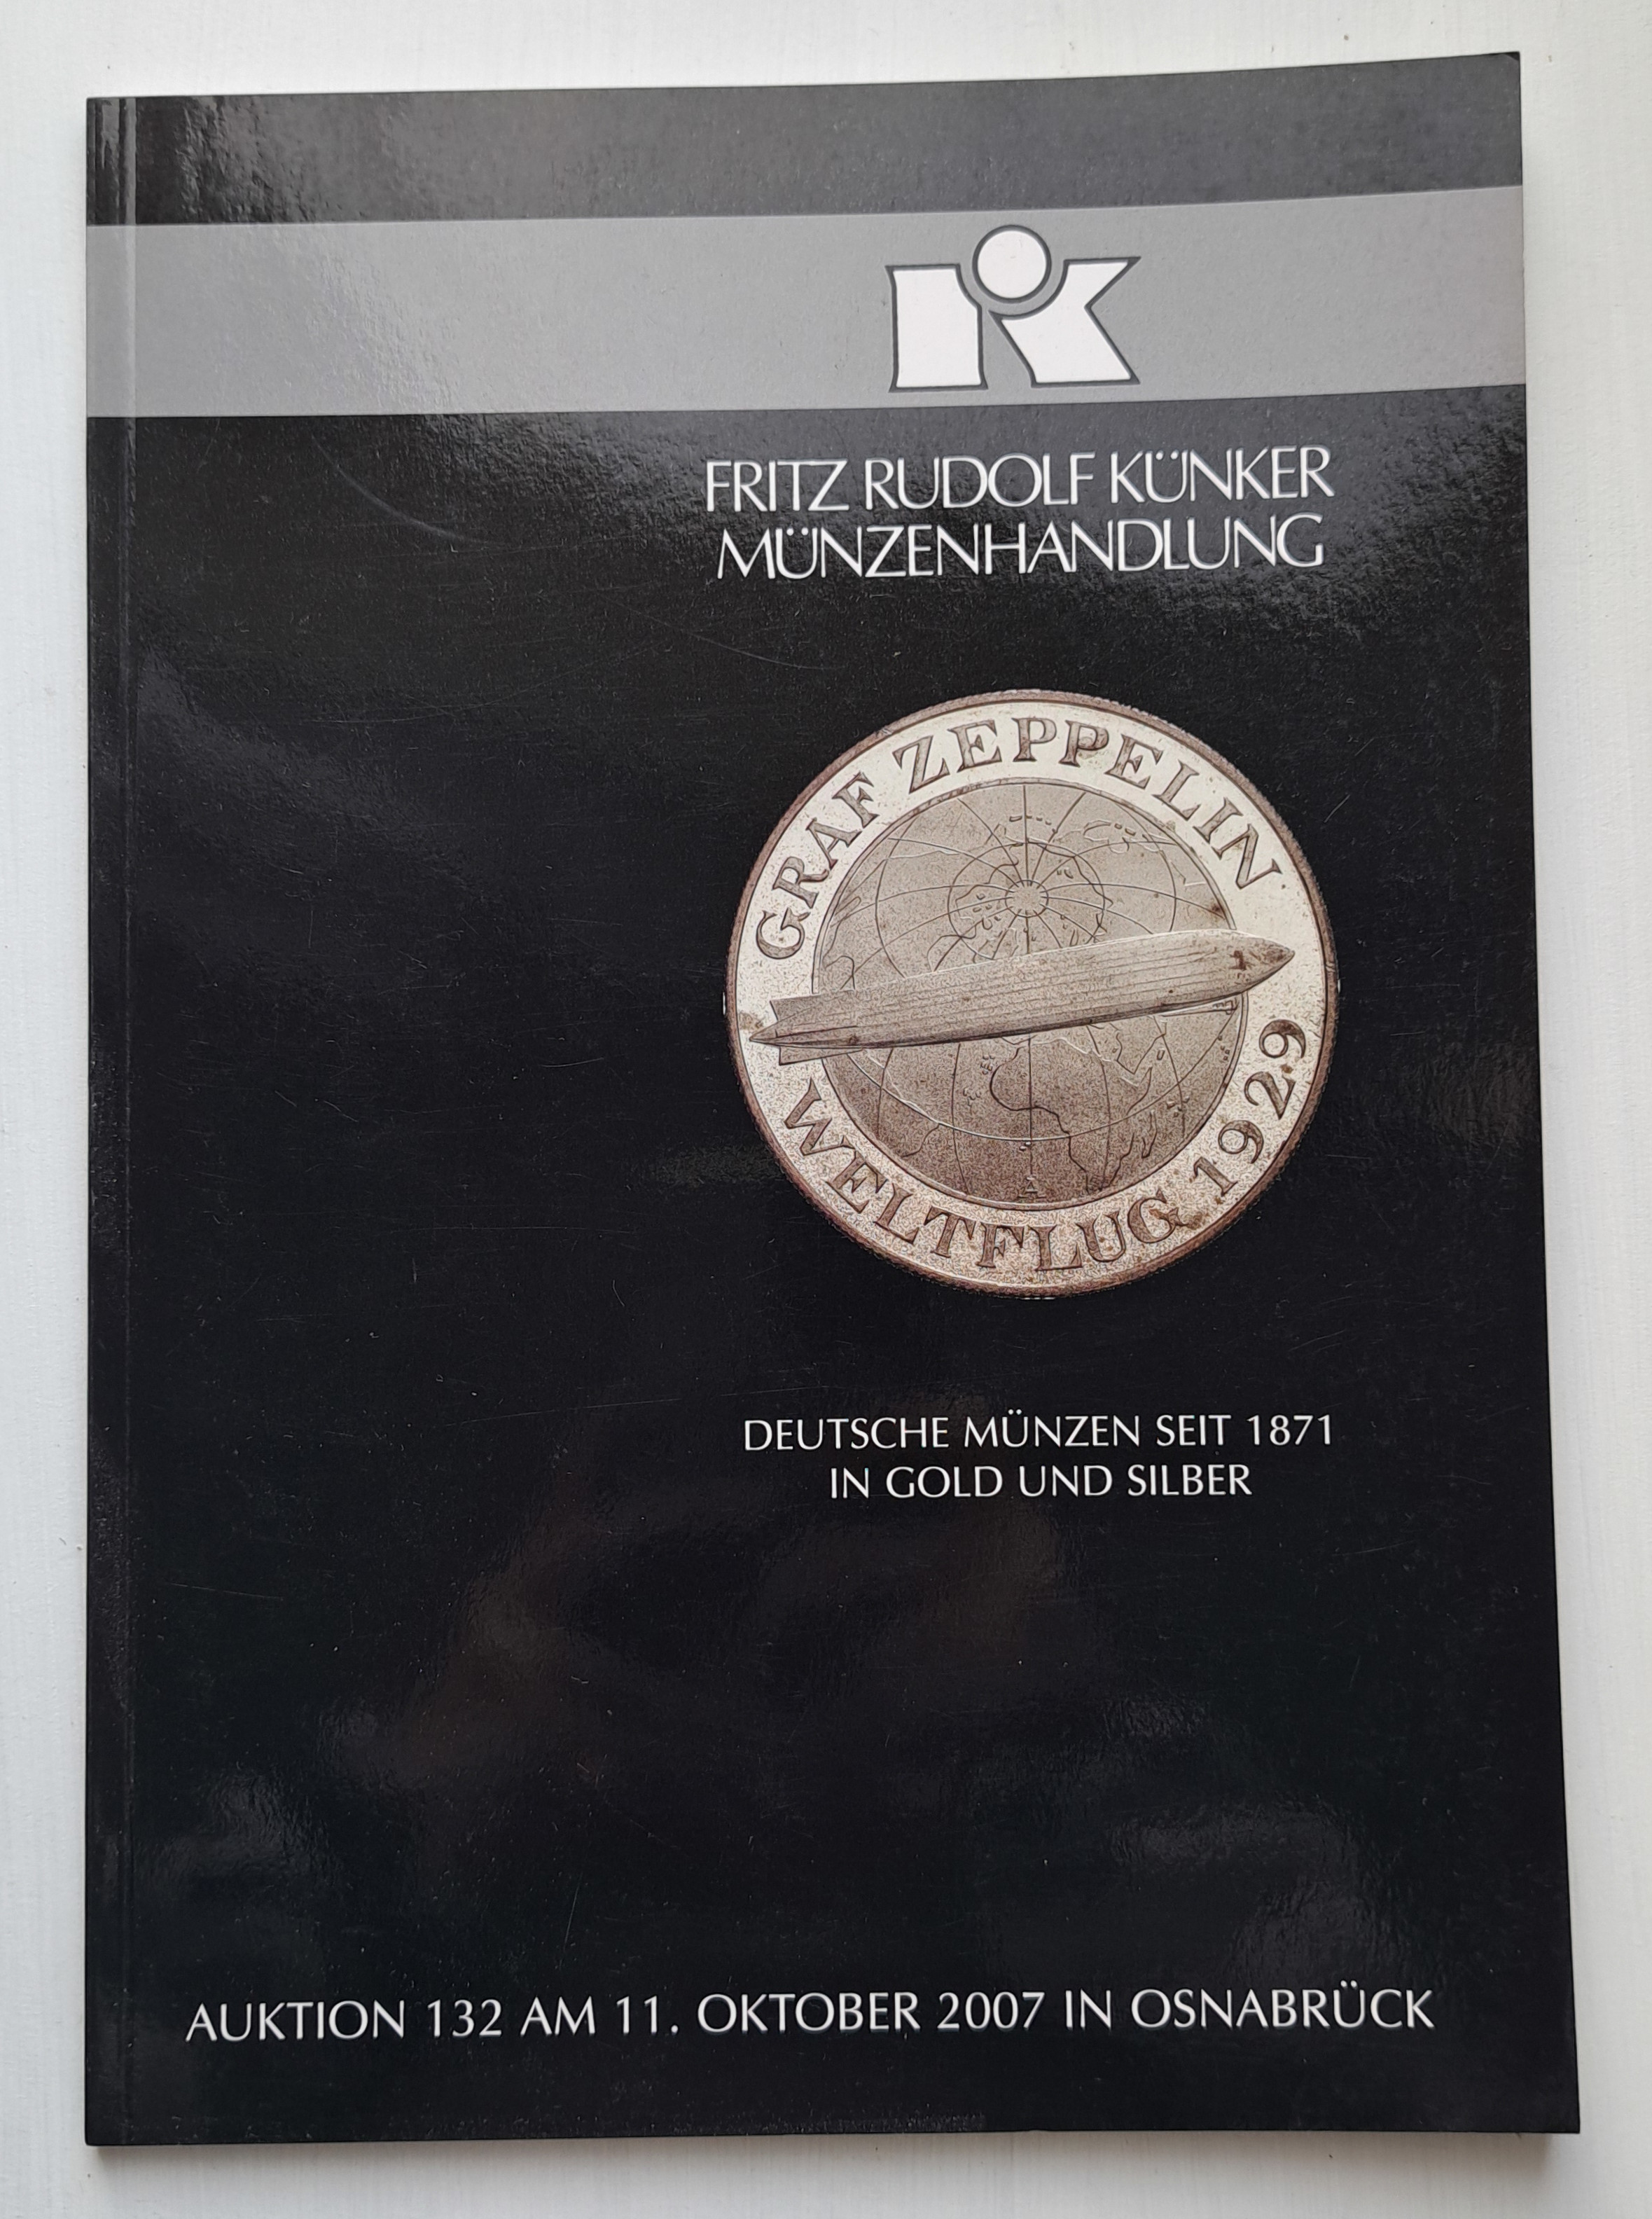 K
FRITZ RUDOLF KÜNKER
MÜNZENHANDLUNG
GRAF ZEPPELIN
WELTFLUG 1929
DEUTSCHE MÜNZEN SEIT 1871
IN GOLD UND SILBER
AUKTION 132 AM 11. OKTOBER 2007 IN OSNABRÜCK